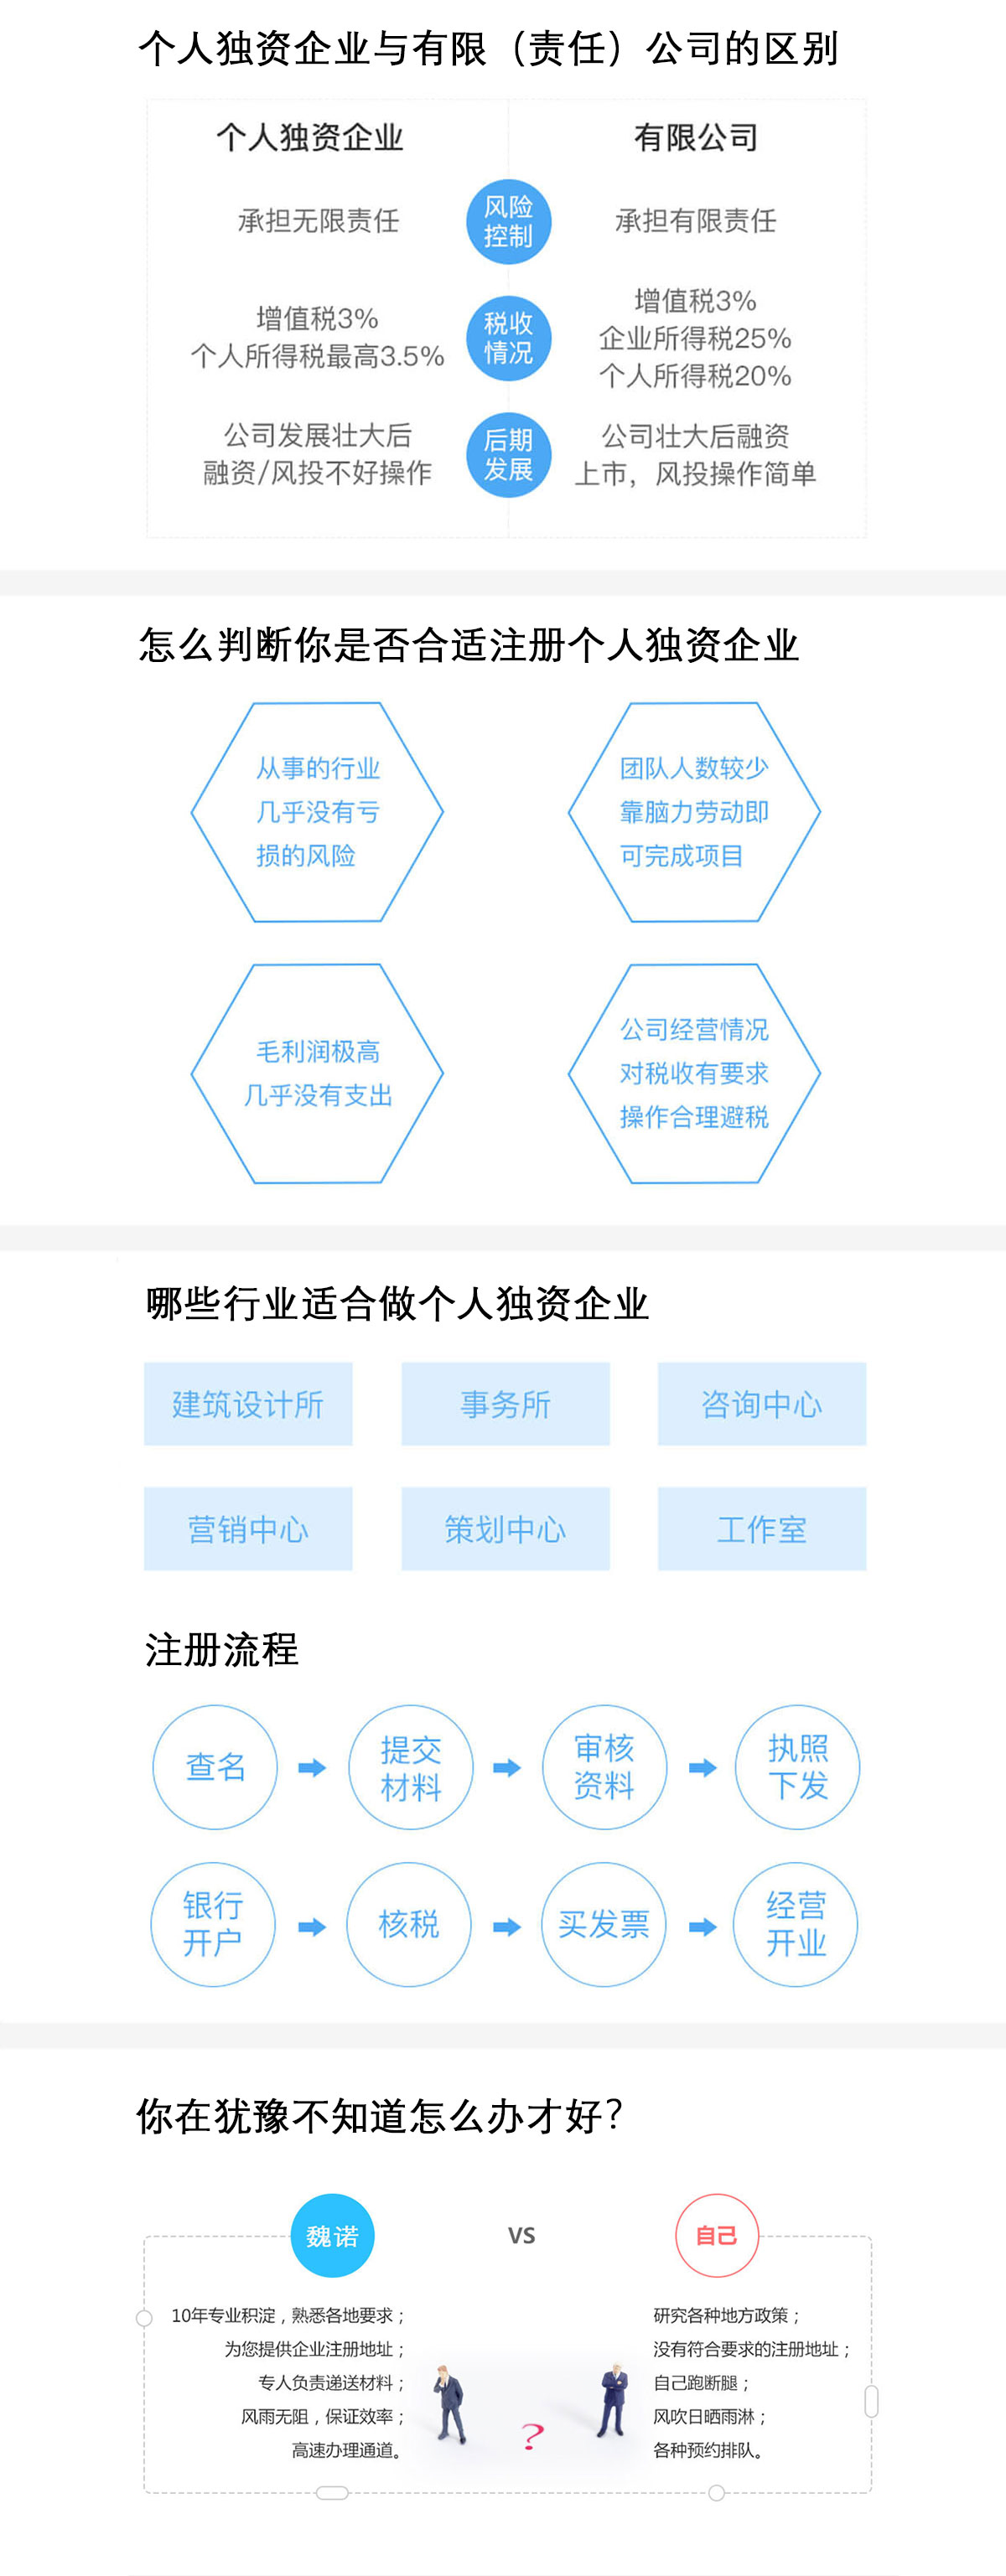 个人独资企业与有限（责任）公司的区别
个人独资企业
有限公司
承担无限责任
风险
控制
承担有限责任
增值税3%
个人所得税最高3.5%
税收
情况
增值税3%
企业所得税25%
个人所得税20%
公司发展壮大后
融资/风投不好操作
后期
发展
公司壮大后融资
上市，风投操作简单
怎么判断你是否合适注册个人独资企业
从事的行业
几乎没有亏
损的风险
团队人数较少
靠脑力劳动即
可完成项目
毛利润极高
几乎没有支出
公司经营情况
对税收有要求
操作合理避税
哪些行业适合做个人独资企业
建筑设计所
事务所
咨询中心
营销中心
策划中心
工作室
注册流程
查名
提交
材料
审核
资料
执照
下发
银行
开户
核税
买发票
经营
开业
你在犹豫不知道怎么办才好？
魏诺
VS
自己
10年专业积淀，熟悉各地要求；
为您提供企业注册地址；
专人负责递送材料；
风雨无阻，保证效率；
高速办理通道。
?
研究各种地方政策；
没有符合要求的注册地址；
自己跑断腿；
风吹日晒雨淋；
各种预约排队。